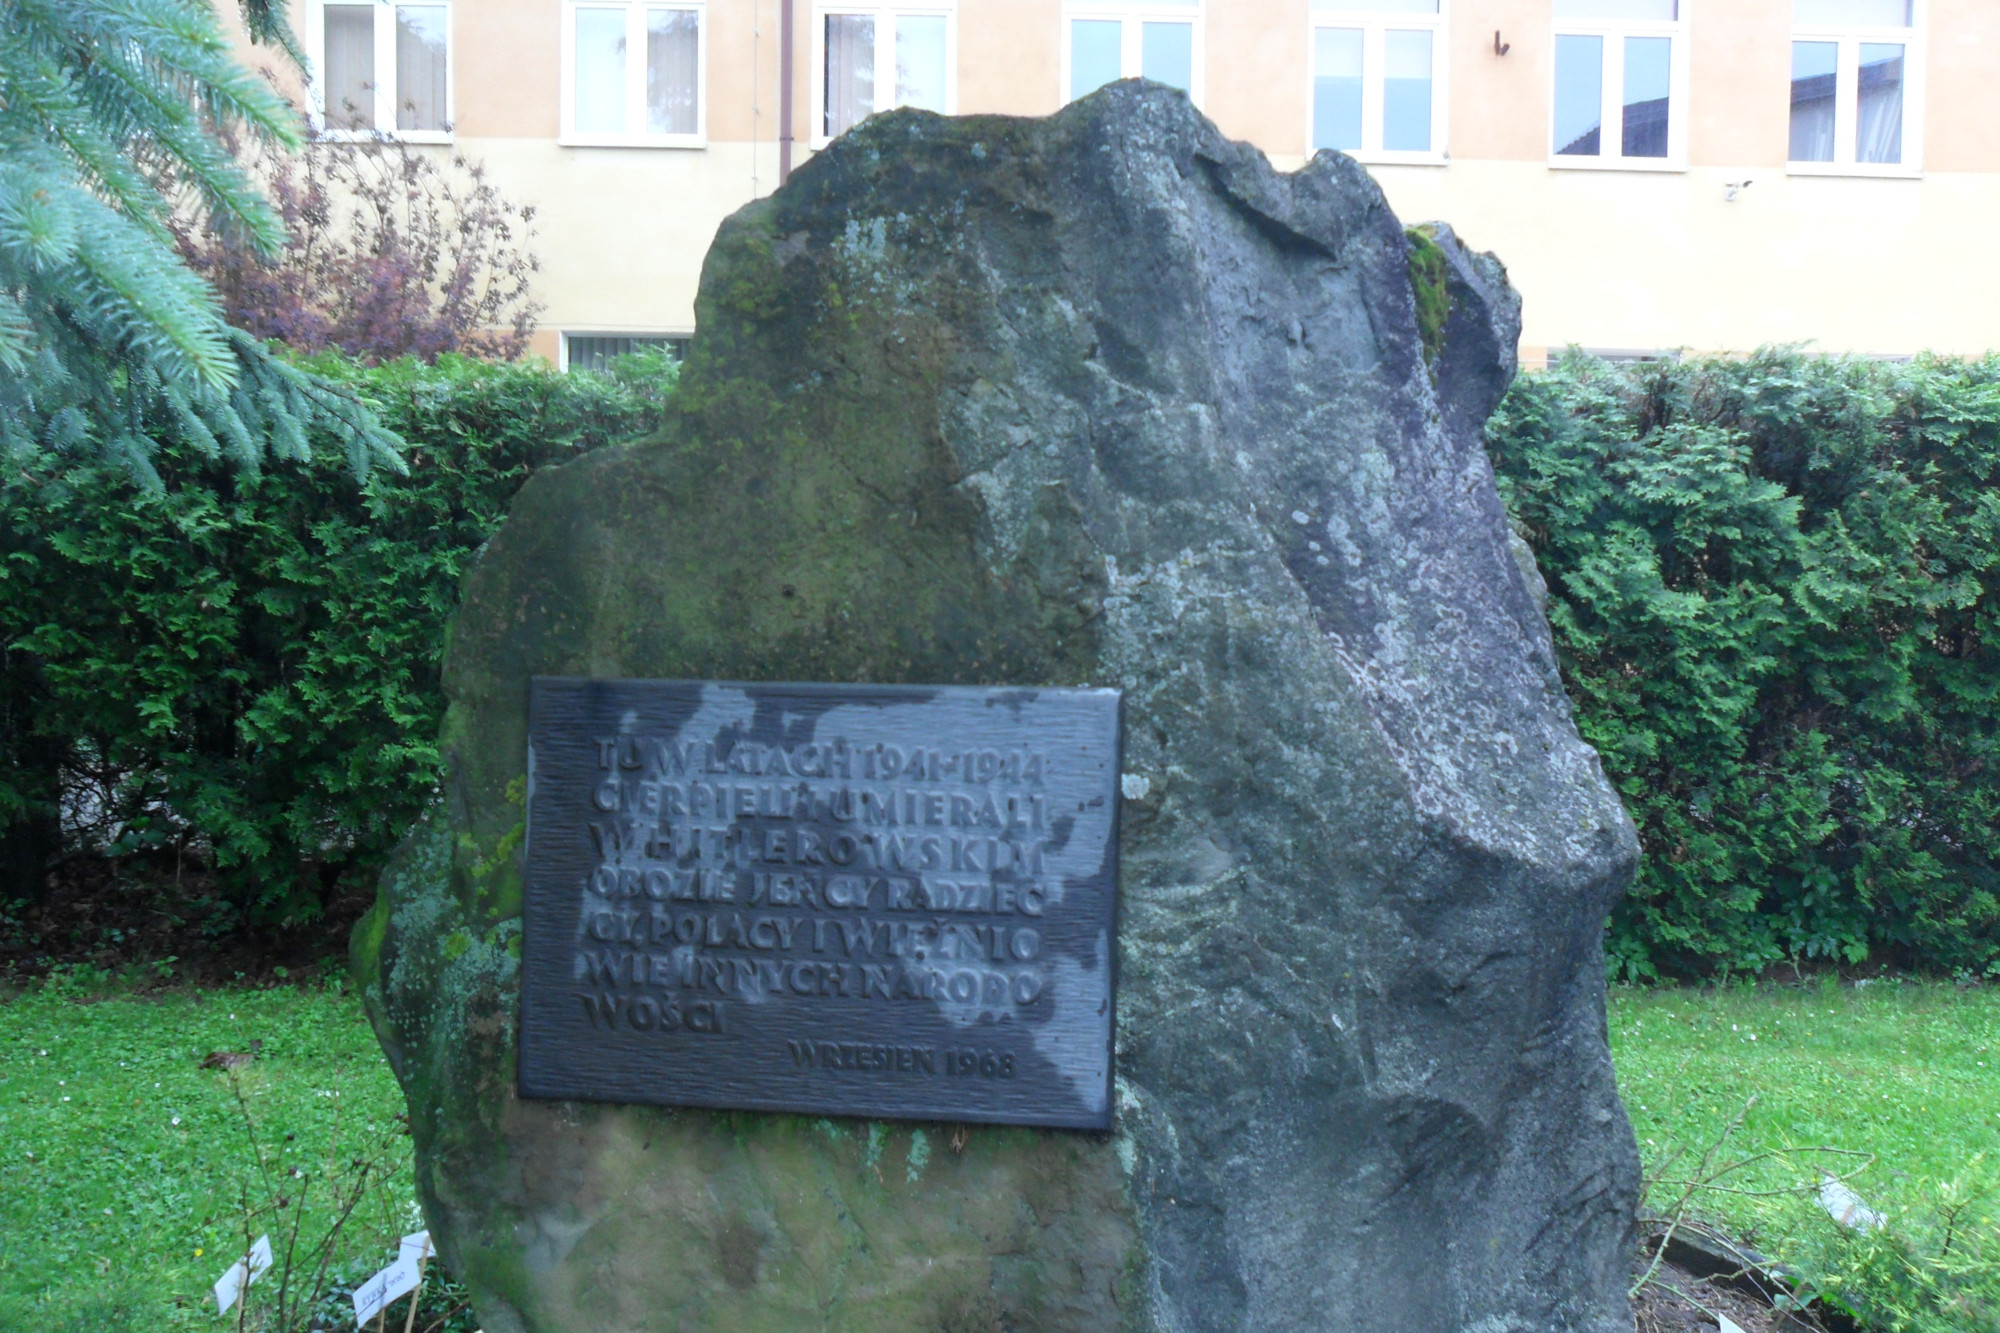 TU W LATACH 1941-1944
CIERPIELI I UMIERALI
W HITLEROWSKIM
OBOZIE JEŃCY RADZIEC
CY, POLACY I WIĘŹNIO
WIE INNYCH NARODO
WOŚCI
WRZESIEŃ 1968